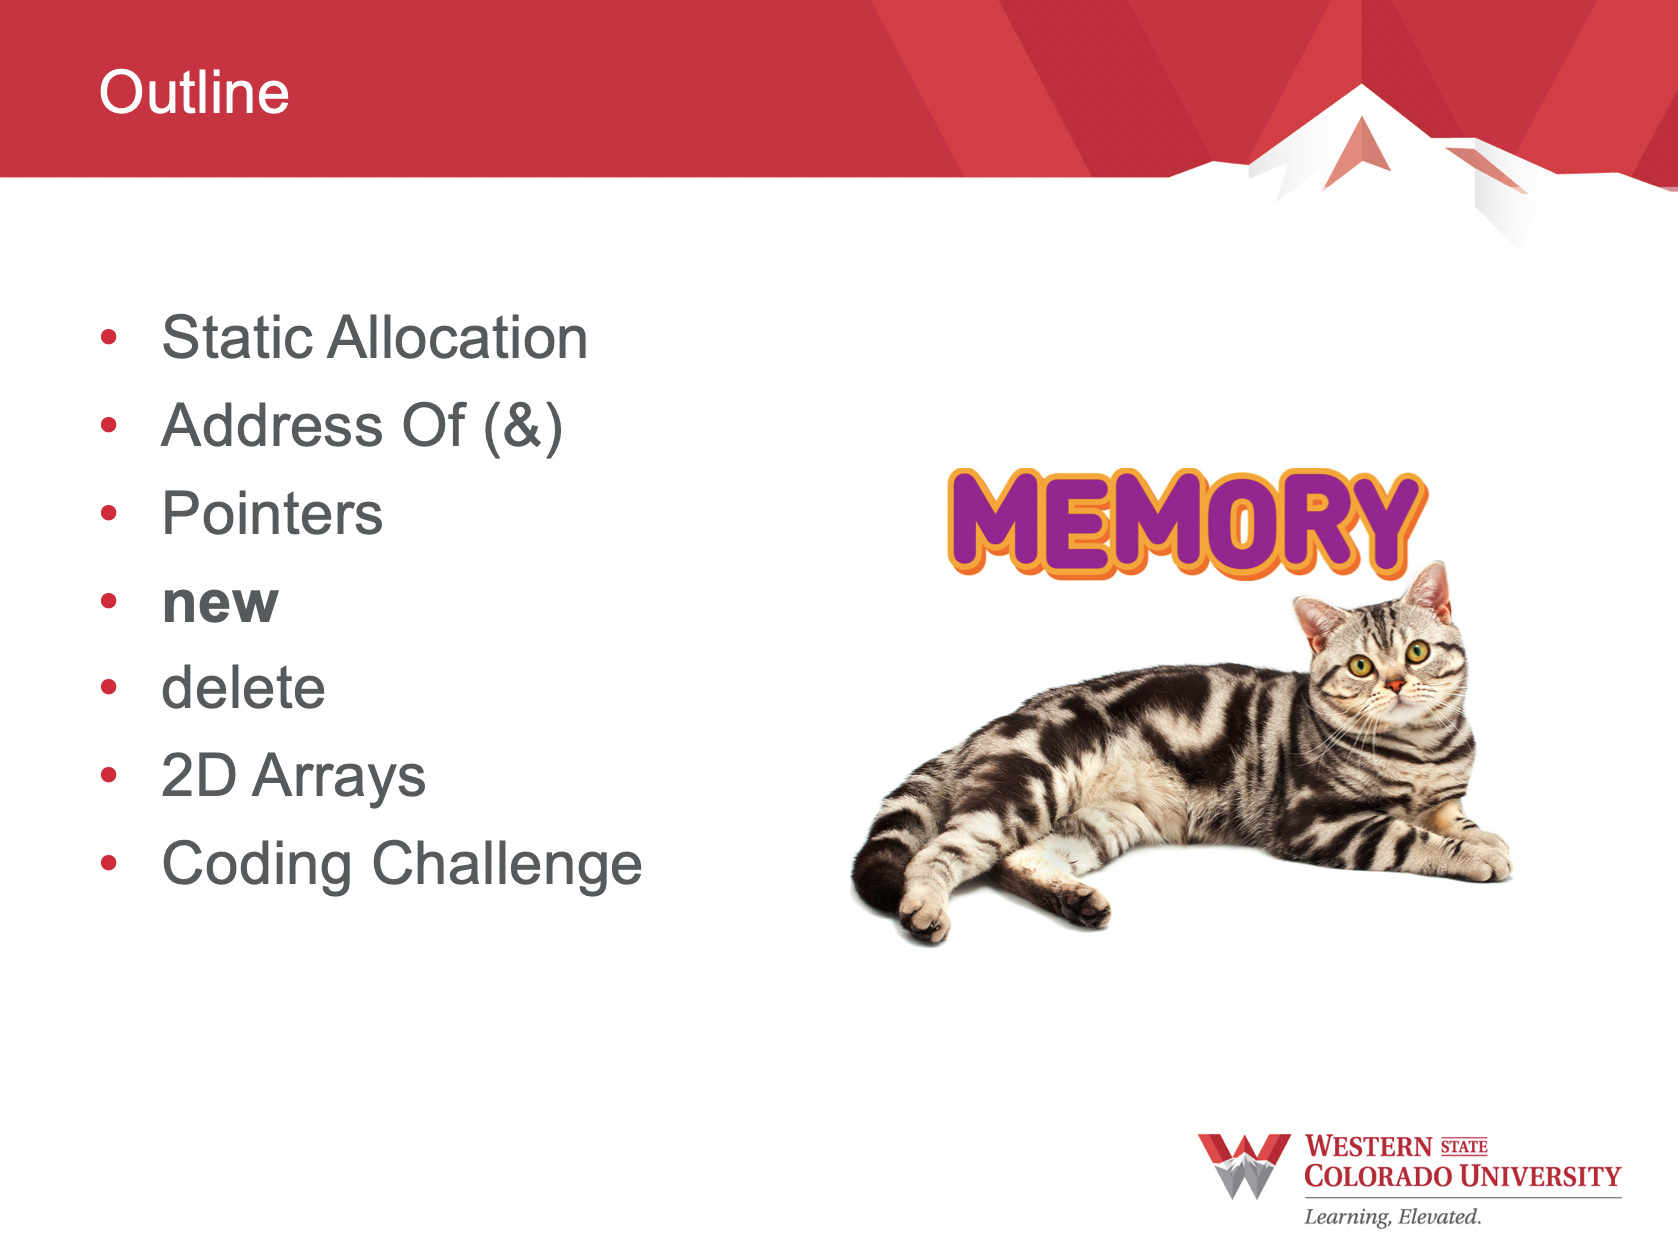 Outline
• Static Allocation
• Address Of (&)
• Pointers
• new
• delete
• 2D Arrays
• Coding Challenge
MEMORY
WESTERN STATE
COLORADO UNIVERSITY
Learning, Elevated.